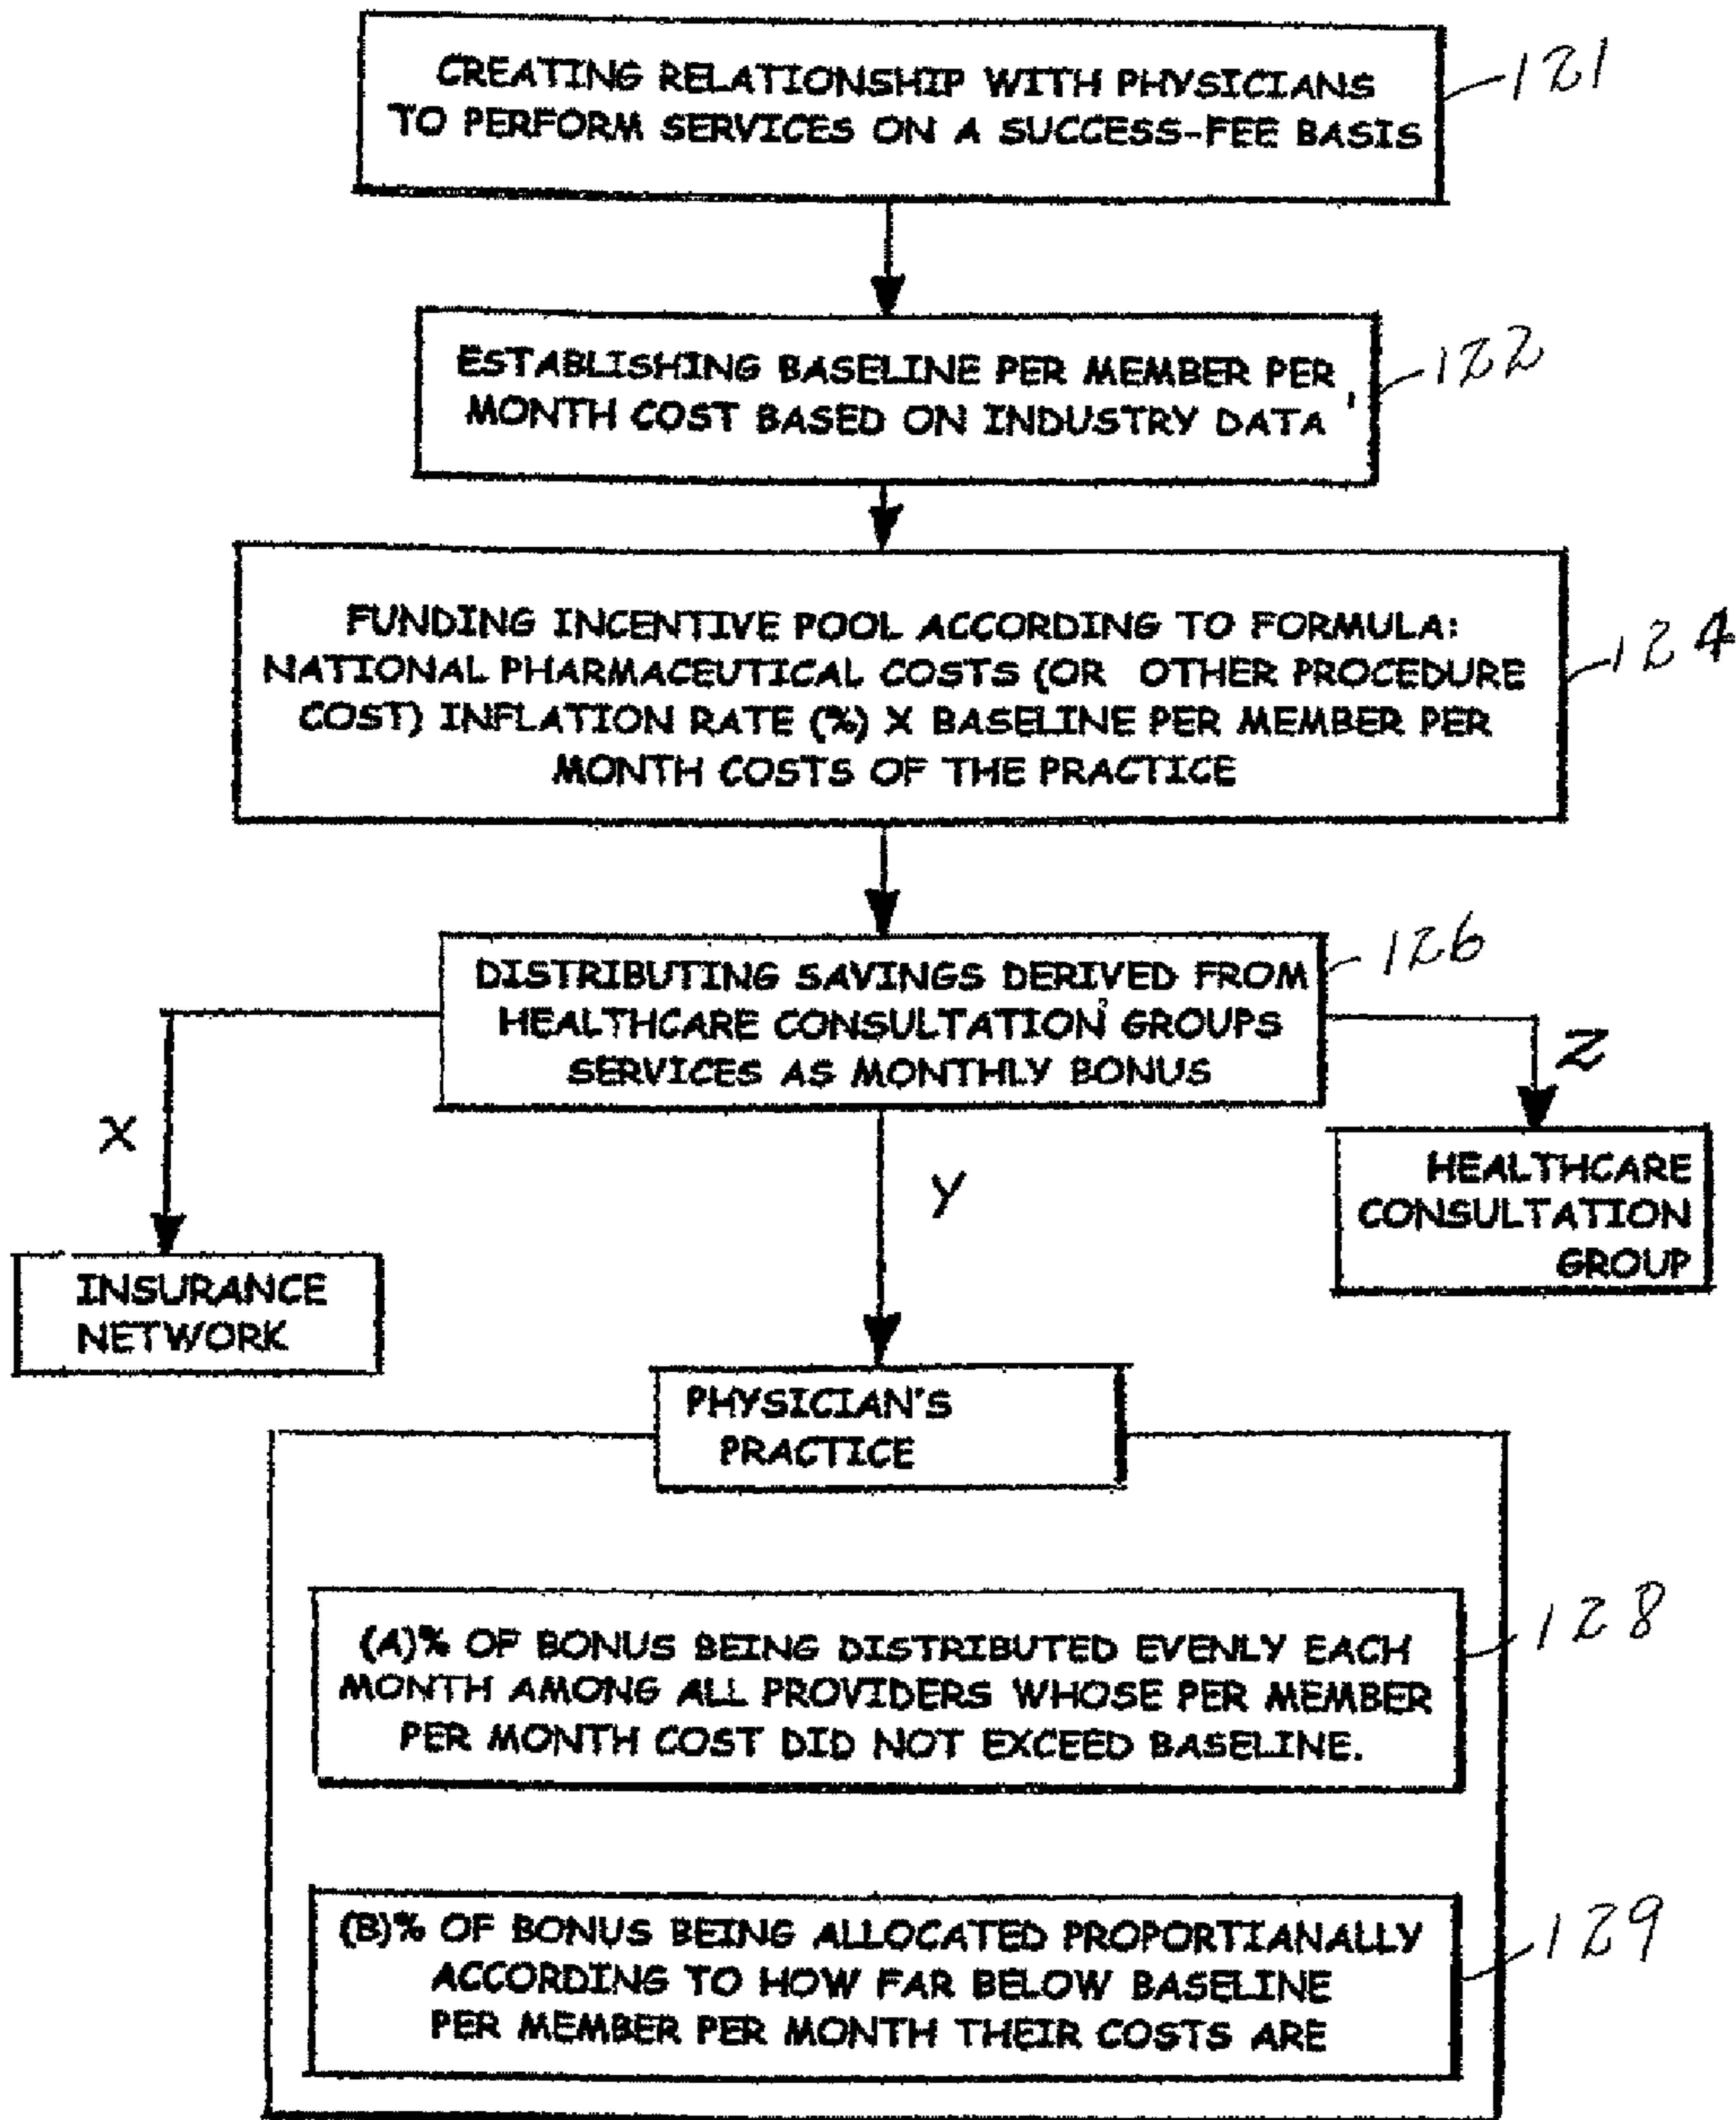 CREATING RELATIONSHIP WITH PHYSICIANS
TO PERFORM SERVICES ON A SUCCESS-FEE BASIS
121
ESTABLISHING BASELINE PER MEMBER PER
MONTH COST BASED ON INDUSTRY DATA
122
FUNDING INCENTIVE POOL ACCORDING TO FORMULA:
NATIONAL PHARMACEUTICAL COSTS (OR OTHER PROCEDURE
COST) INFLATION RATE (%) X BASELINE PER MEMBER PER
MONTH COSTS OF THE PRACTICE
124
DISTRIBUTING SAVINGS DERIVED FROM
HEALTHCARE CONSULTATION GROUPS
SERVICES AS MONTHLY BONUS
126
X
Y
Z
INSURANCE
NETWORK
HEALTHCARE
CONSULTATION
GROUP
PHYSICIAN'S
PRACTICE
(A)% OF BONUS BEING DISTRIBUTED EVENLY EACH
MONTH AMONG ALL PROVIDERS WHOSE PER MEMBER
PER MONTH COST DID NOT EXCEED BASELINE.
128
(B)% OF BONUS BEING ALLOCATED PROPORTIANALLY
ACCORDING TO HOW FAR BELOW BASELINE
PER MEMBER PER MONTH THEIR COSTS ARE
129